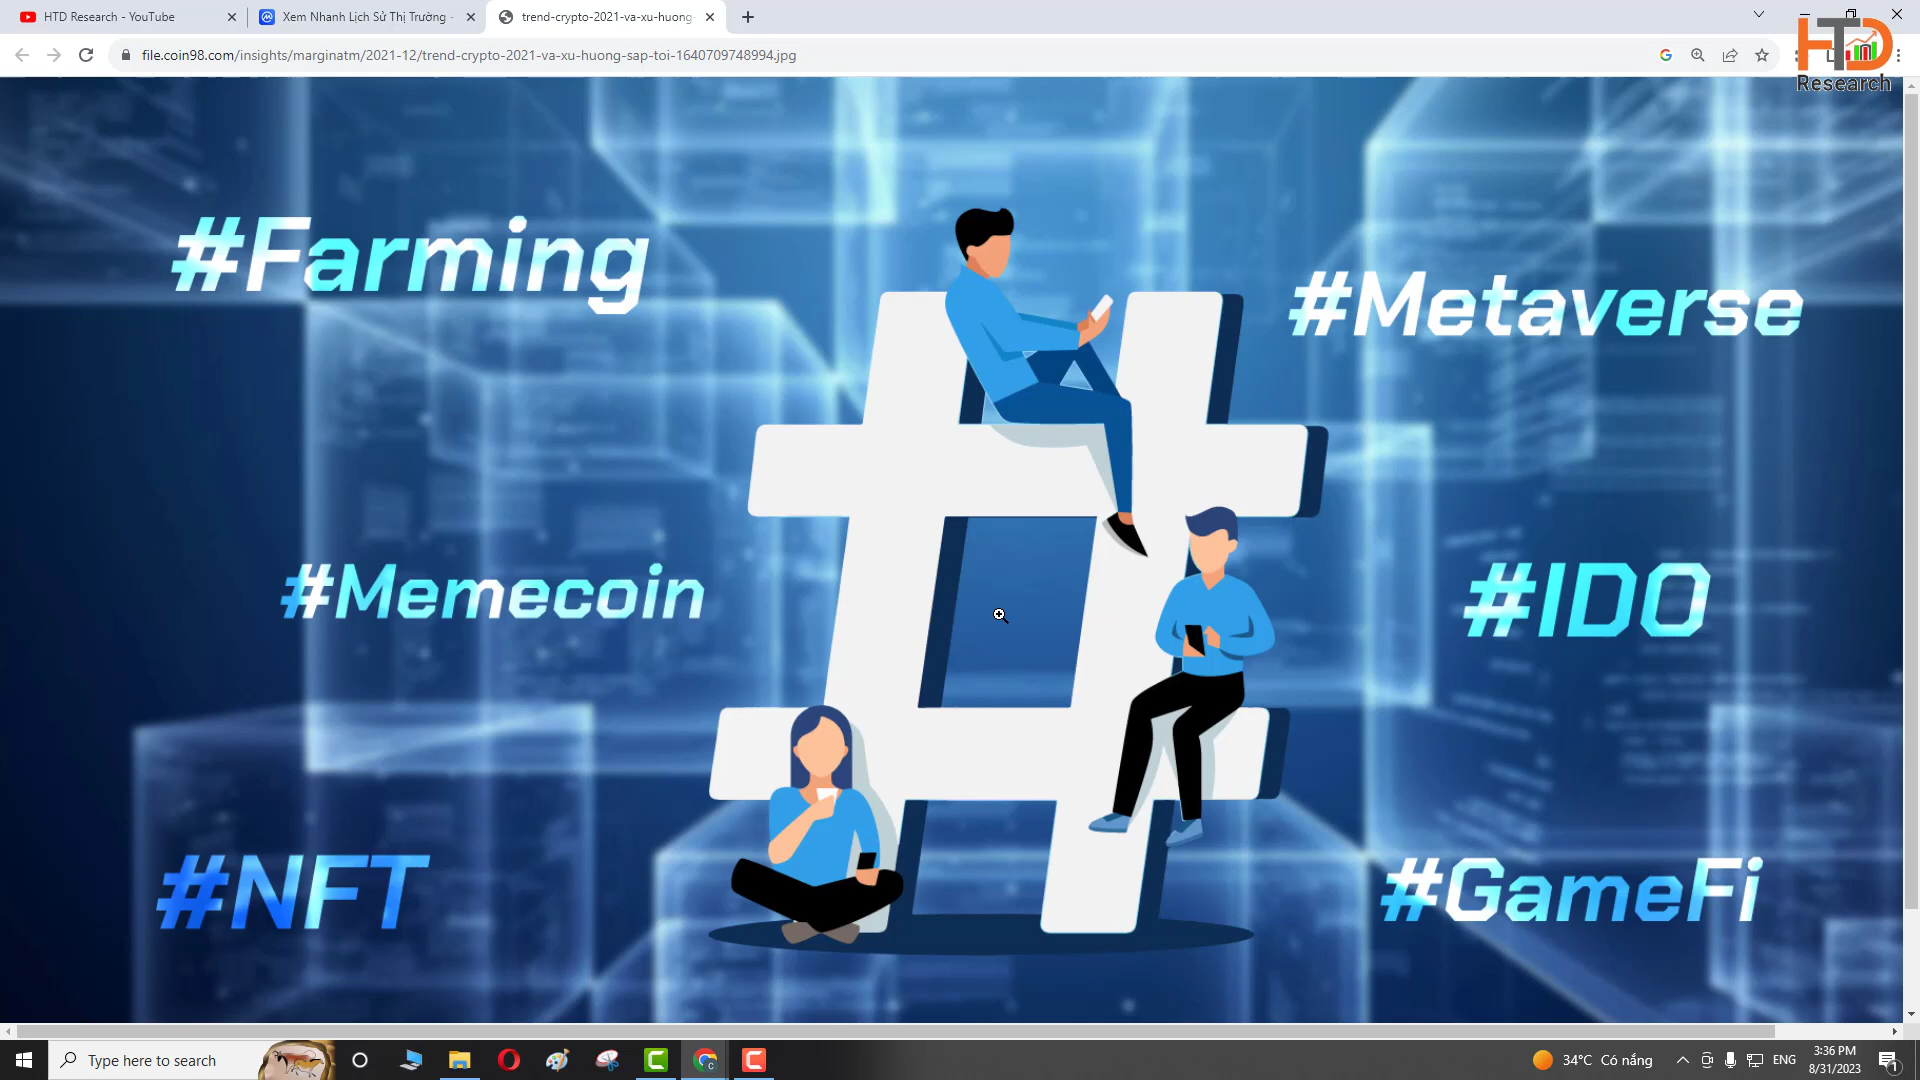 HTD Research - YouTube
Xem Nhanh Lịch Sử Thị Trường -
trend-crypto-2021-va-xu-huong-
file.coin98.com/insights/marginatm/2021-12/trend-crypto-2021-va-xu-huong-sap-toi-1640709748994.jpg
HTD
Research
#Farming
#Metaverse
#Memecoin
#IDO
#NFT
#GameFi
Type here to search
34°C Có nắng
ENG
3:36 PM
8/31/2023
1